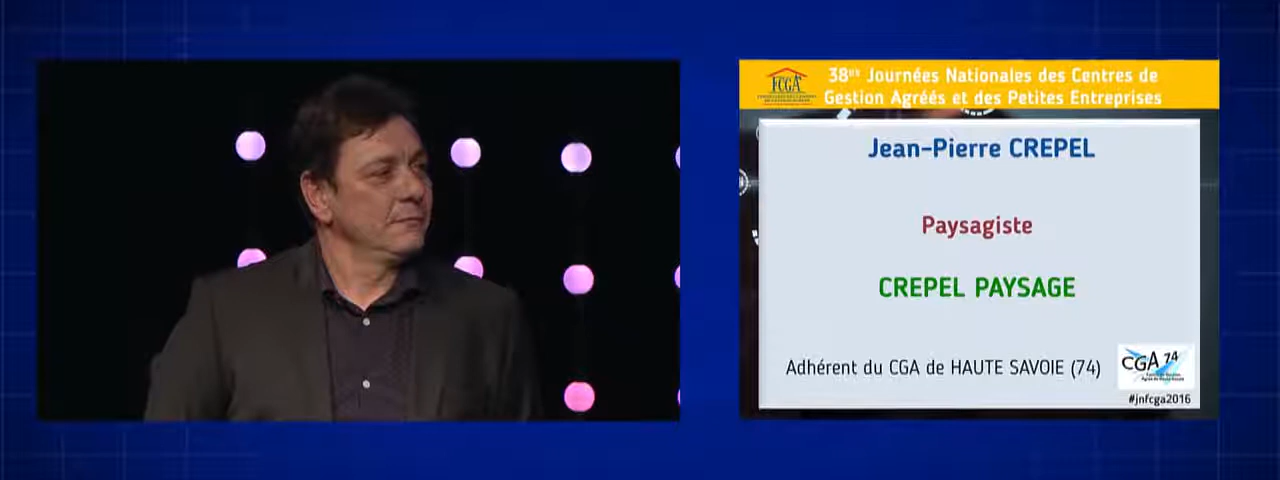 FCGA
38es Journées Nationales des Centres de
Gestion Agréés et des Petites Entreprises
Jean-Pierre CREPEL
Paysagiste
CREPEL PAYSAGE
Adhérent du CGA de HAUTE SAVOIE (74)
CGA 74
#jnfcga2016